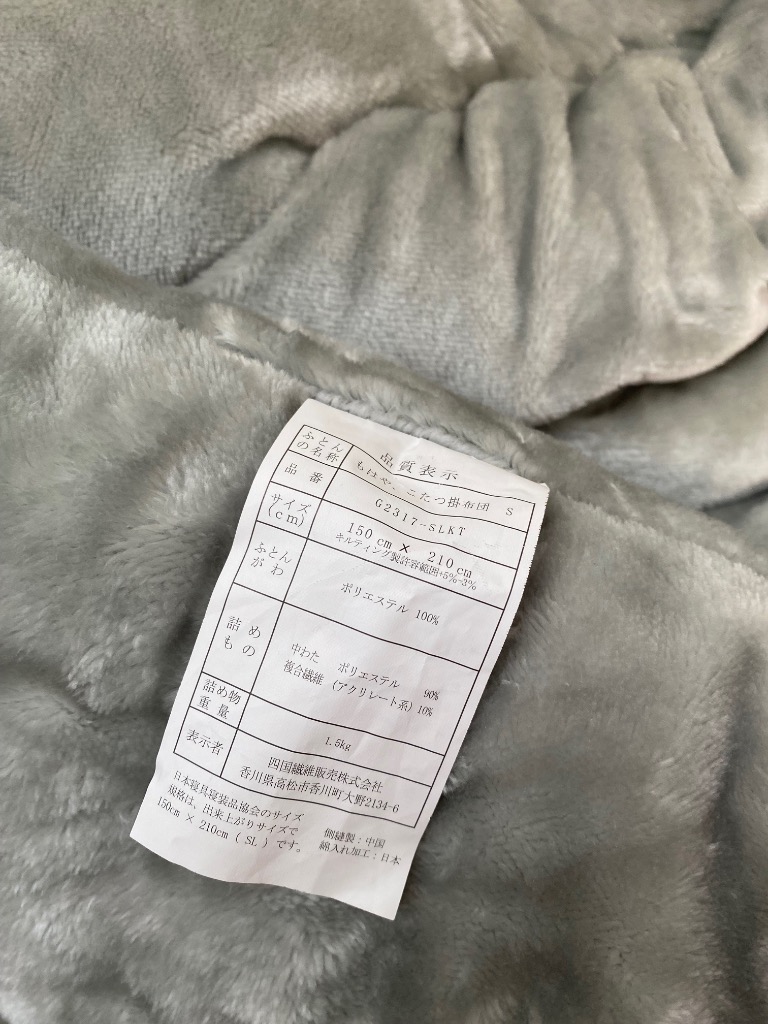 品質表示
ふとんの名称 もはや、こたつ掛布団 S
品番 G2317-SLKT
サイズ(cm) 150 cm × 210 cm
キルティング製許容範囲+5%-3%
ふとんがわ ポリエステル 100%
詰めもの 中わた ポリエステル 90%
複合繊維 (アクリレート系) 10%
詰め物重量 1.5kg
表示者 四国繊維販売株式会社
香川県高松市香川町大野2134-6
日本寝具寝装品協会のサイズ
規格は、出来上がりサイズで
150cm × 210cm ( SL ) です。
側縫製：中国
綿入れ加工：日本